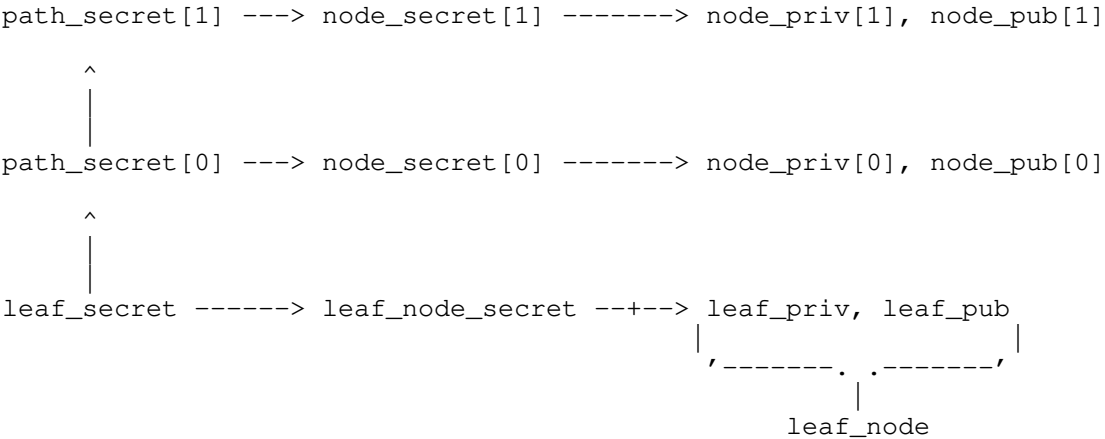 path_secret[1] ---> node_secret[1] -------> node_priv[1], node_pub[1]
^
|
|
path_secret[0] ---> node_secret[0] -------> node_priv[0], node_pub[0]
^
|
|
leaf_secret ------> leaf_node_secret --+--> leaf_priv, leaf_pub
| |
'-------. .-------'
|
leaf_node